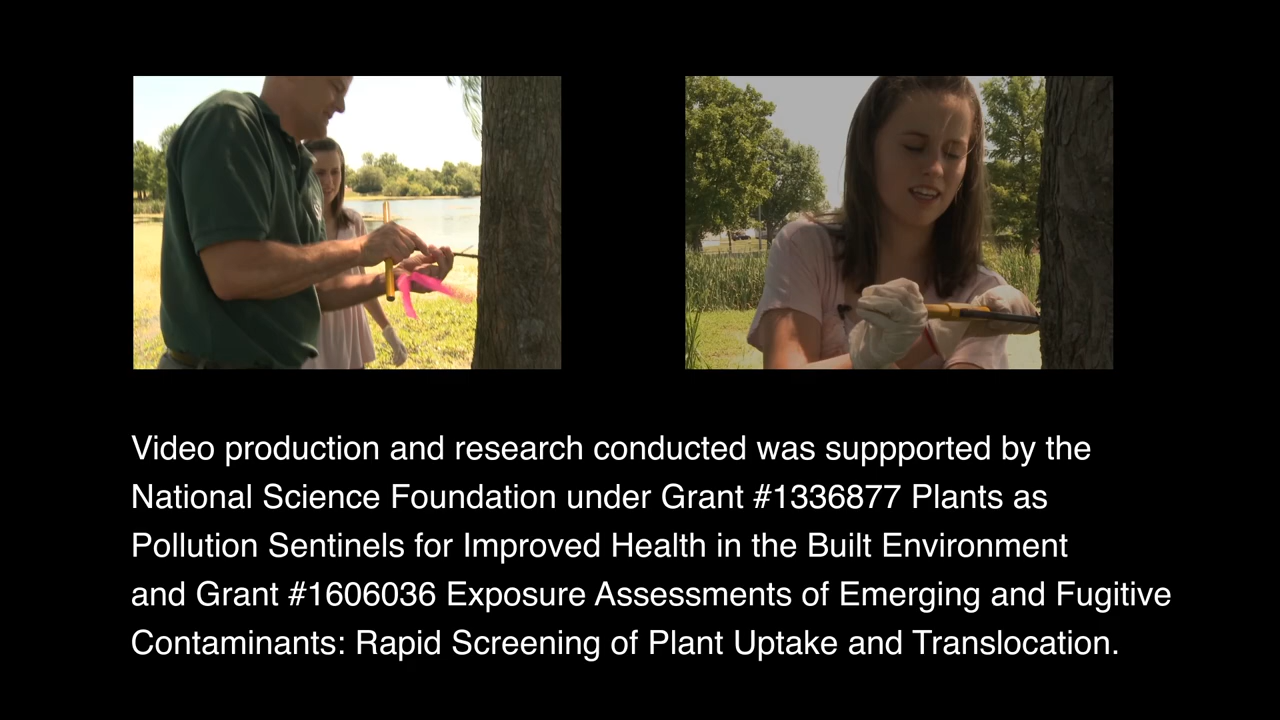 Video production and research conducted was suppported by the
National Science Foundation under Grant #1336877 Plants as
Pollution Sentinels for Improved Health in the Built Environment
and Grant #1606036 Exposure Assessments of Emerging and Fugitive
Contaminants: Rapid Screening of Plant Uptake and Translocation.